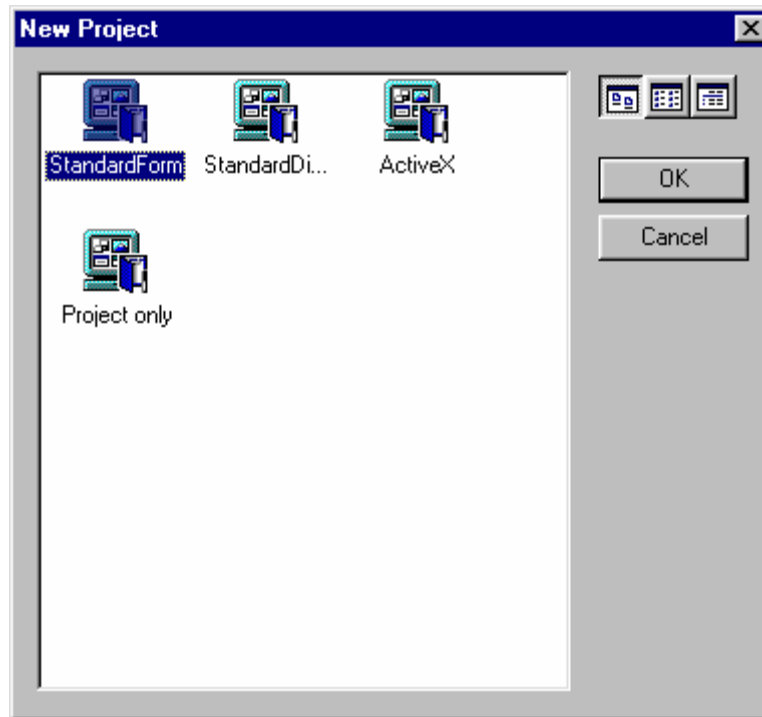 New Project
StandardForm StandardDi... ActiveX
OK
Cancel
Project only